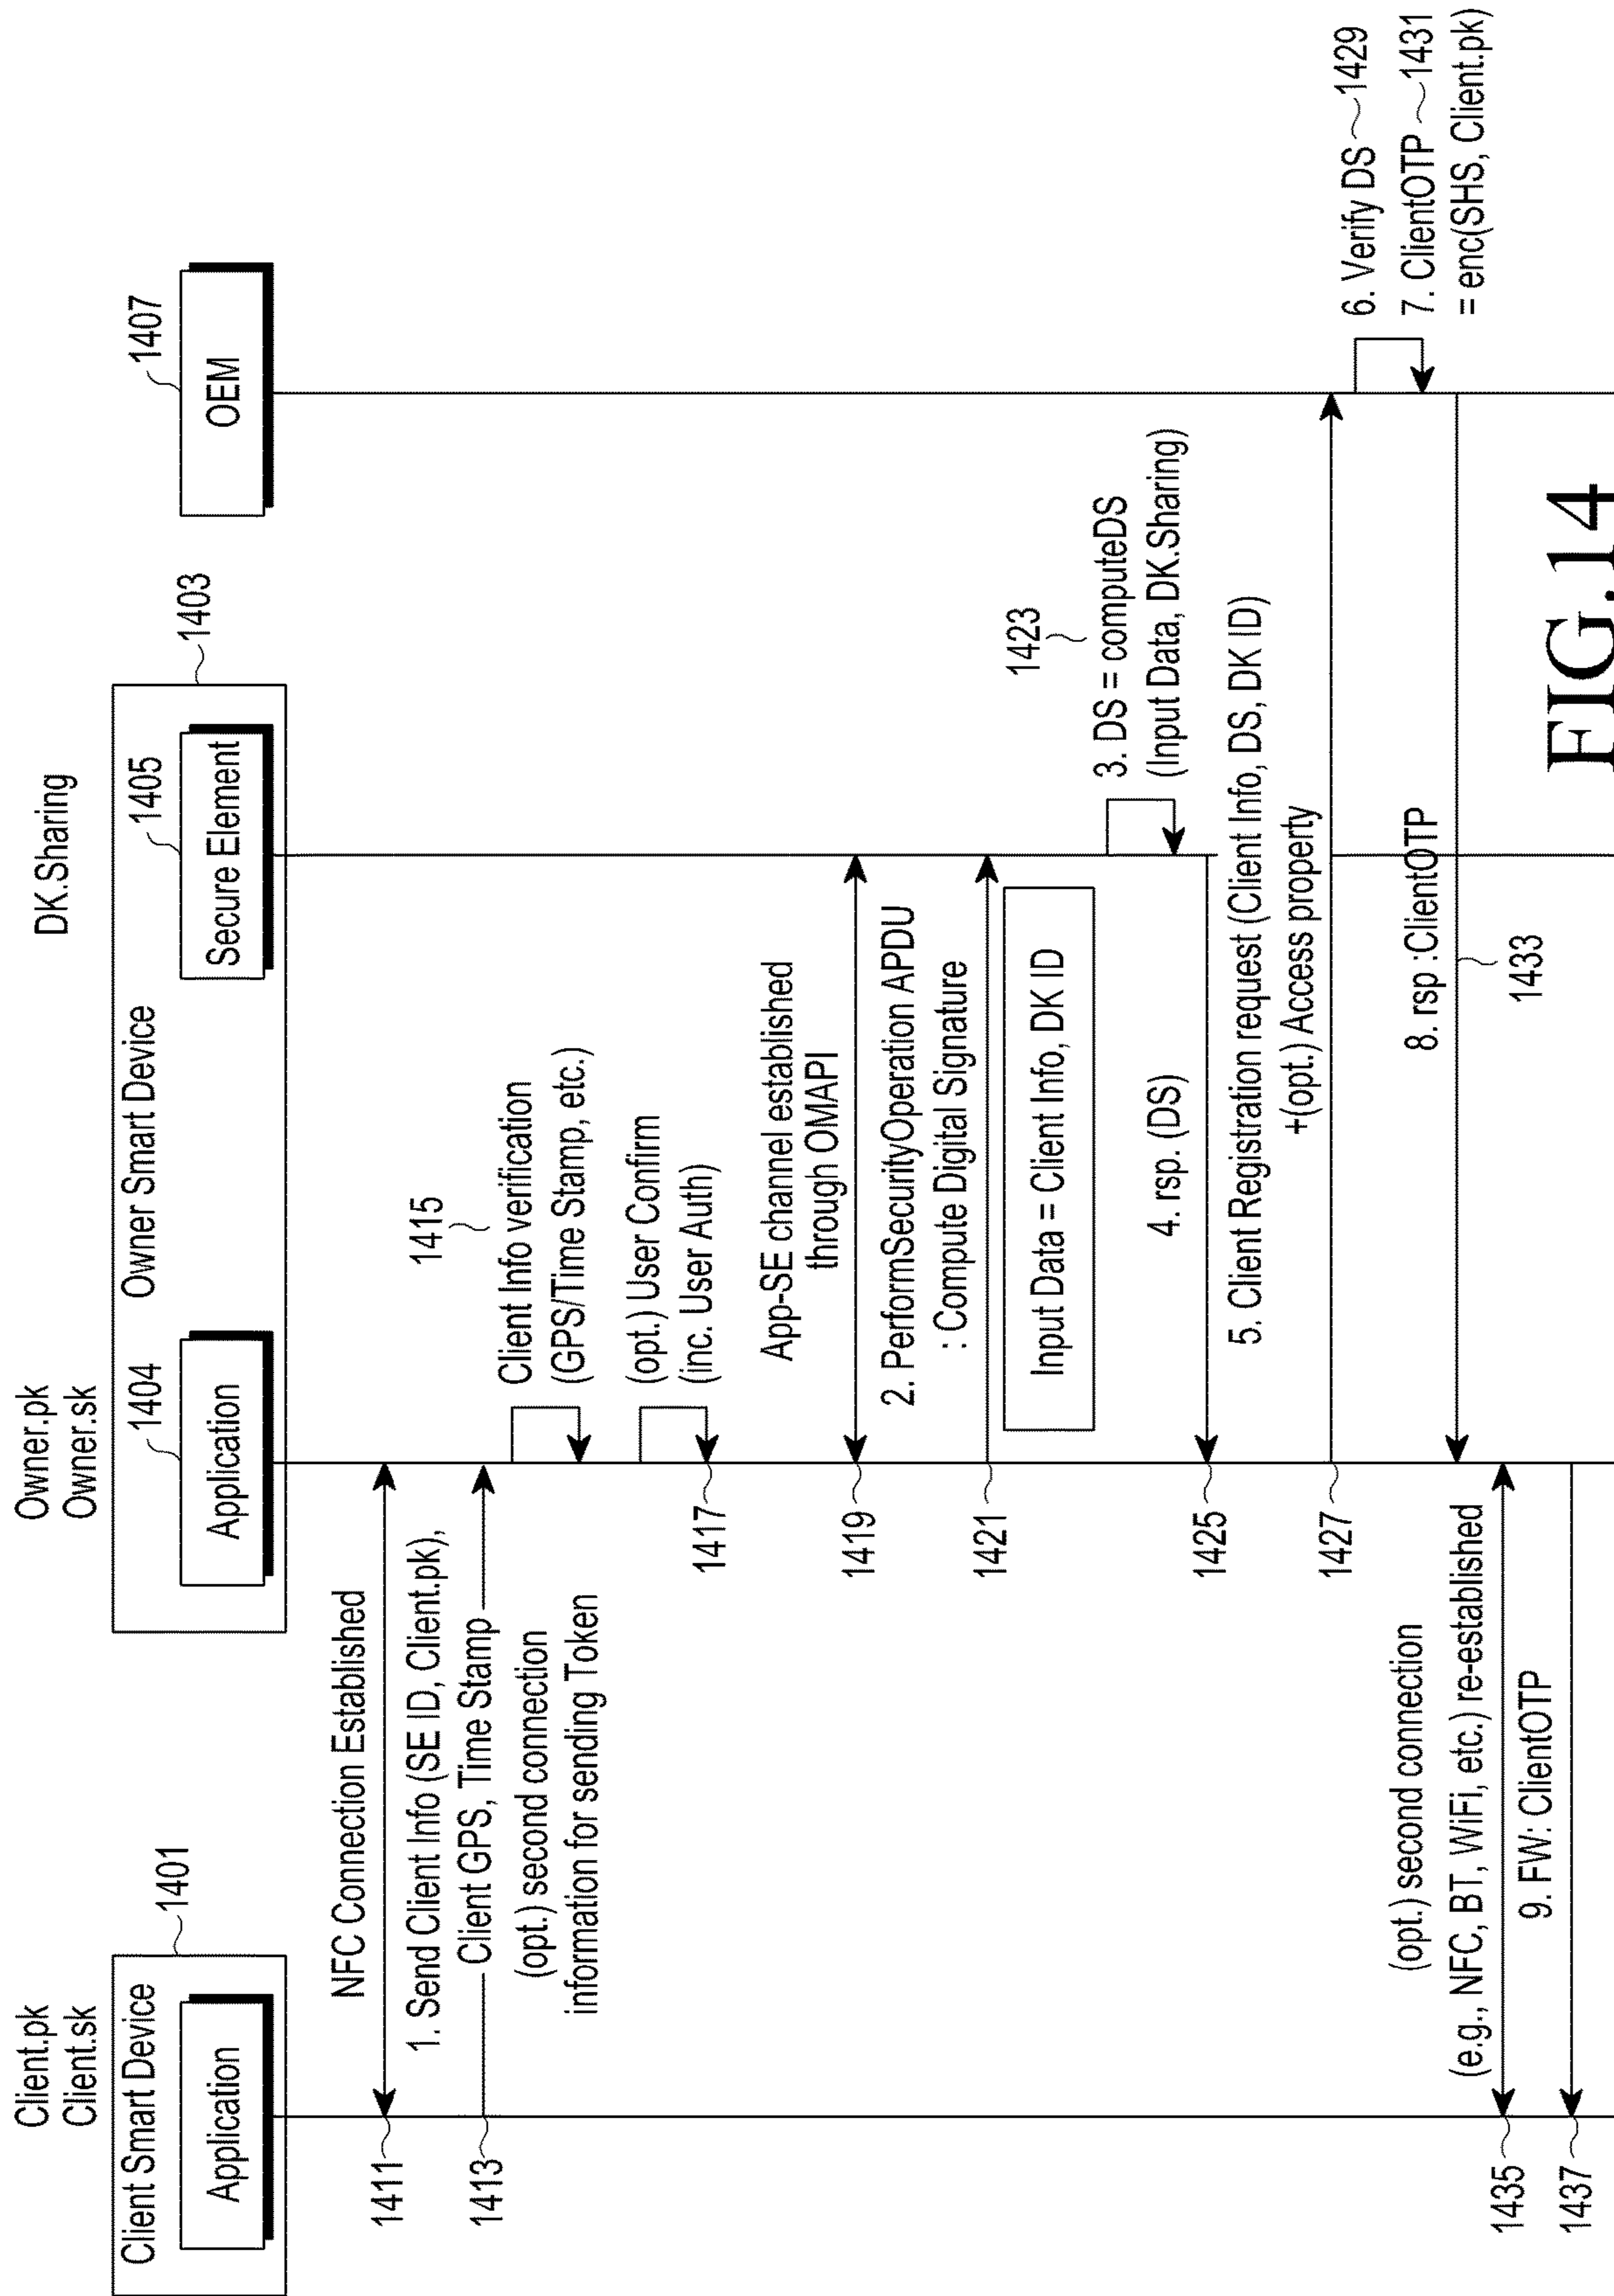 Client.pk
Client.sk
Client Smart Device
1401
Application
Owner.pk
Owner.sk
1404
Application
Owner Smart Device
DK.Sharing
1405
Secure Element
1403
1407
OEM
1411
NFC Connection Established
1. Send Client Info (SE ID, Client.pk),
1413
Client GPS, Time Stamp
(opt.) second connection
information for sending Token
1415
Client Info verification
(GPS/Time Stamp, etc.)
(opt.) User Confirm
(inc. User Auth)
1417
App-SE channel established
through OMAPI
1419
2. PerformSecurityOperation APDU
: Compute Digital Signature
1421
Input Data = Client Info, DK ID
1423
3. DS = computeDS
(Input Data, DK.Sharing)
4. rsp. (DS)
1425
5. Client Registration request (Client Info, DS, DK ID)
+(opt.) Access property
1427
6. Verify DS 1429
7. ClientOTP 1431
= enc(SHS, Client.pk)
8. rsp :ClientOTP
1433
(opt.) second connection
(e.g., NFC, BT, WiFi, etc.) re-established
1435
9. FW: ClientOTP
1437
FIG.14